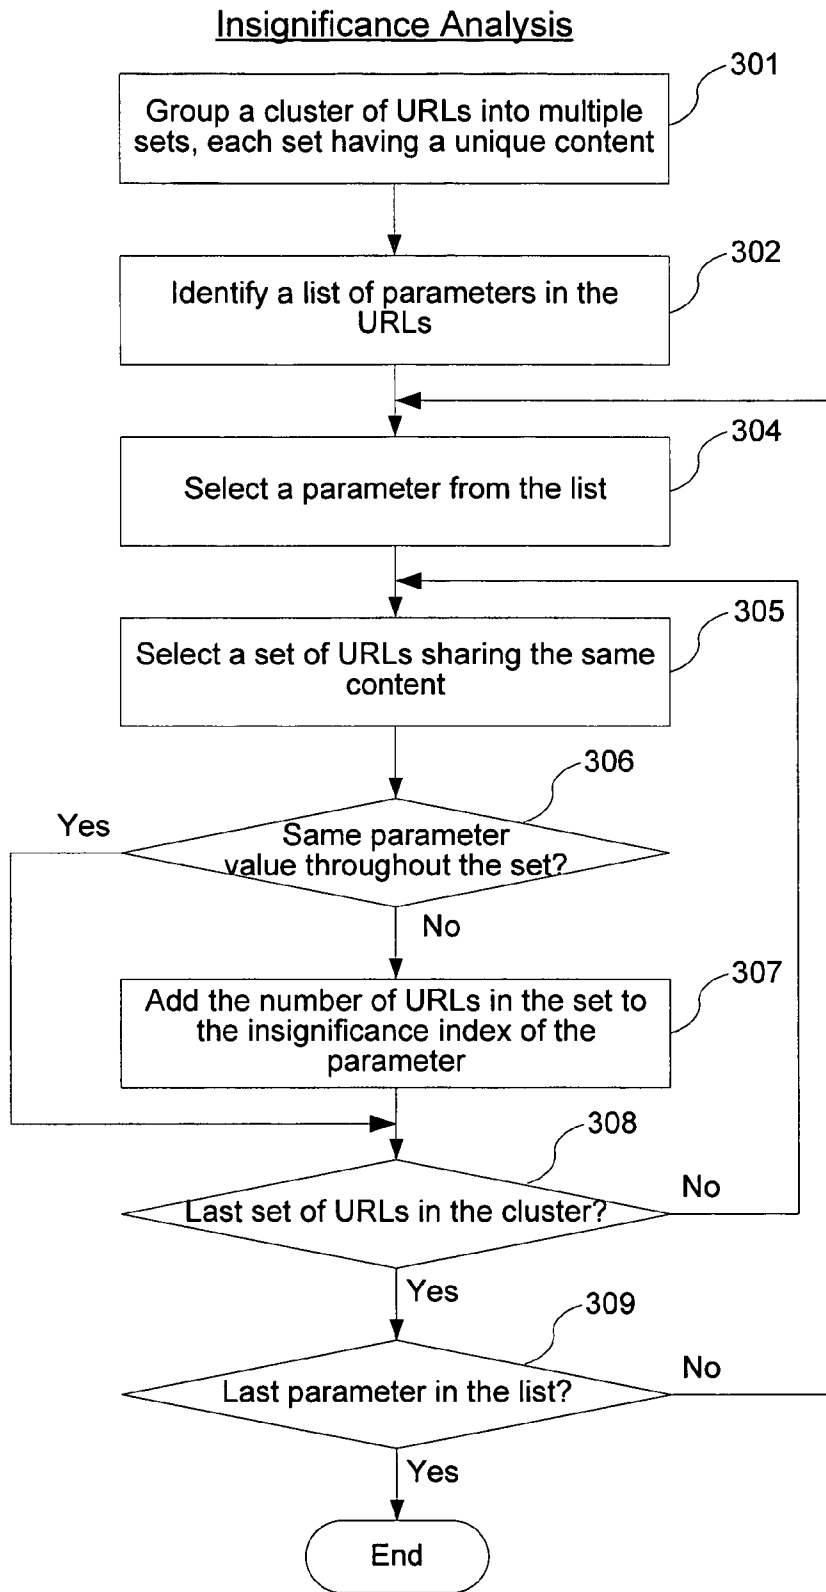 Insignificance Analysis
301
Group a cluster of URLs into multiple
sets, each set having a unique content
302
Identify a list of parameters in the
URLs
304
Select a parameter from the list
305
Select a set of URLs sharing the same
content
306
Yes
Same parameter
value throughout the set?
No
307
Add the number of URLs in the set to
the insignificance index of the
parameter
308
No
Last set of URLs in the cluster?
Yes
309
No
Last parameter in the list?
Yes
End